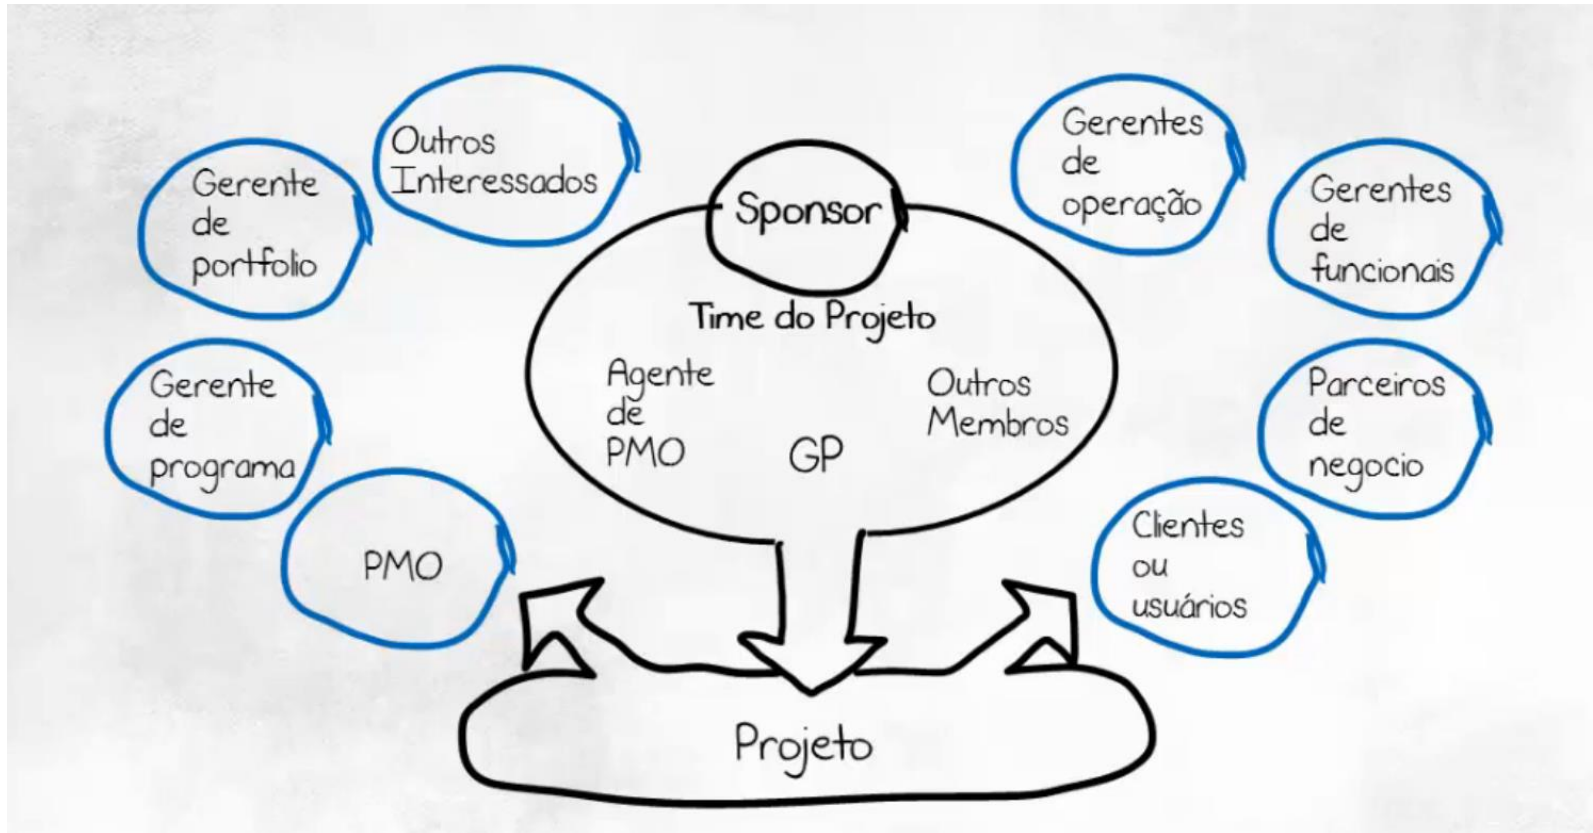 Outros
Interessados
Gerente
de
portfolio
Gerente
de
programa
PMO
Sponsor
Time do Projeto
Agente
de
PMO
GP
Outros
Membros
Gerentes
de
operação
Gerentes
de
funcionais
Parceiros
de
negocio
Clientes
ou
usuários
Projeto